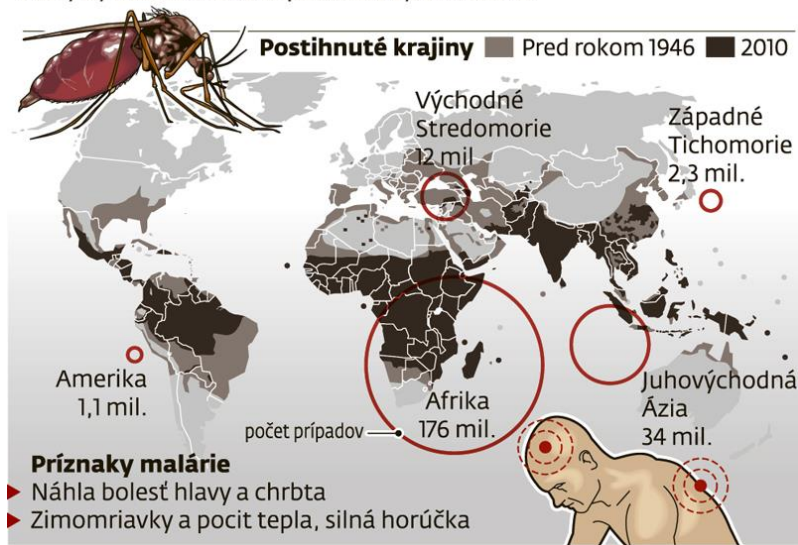 Postihnuté krajiny Pred rokom 1946 2010
Východné
Stredomorie
12 mil
Západné
Tichomorie
2,3 mil.
Amerika
1,1 mil.
Afrika
176 mil.
počet prípadov
Juhovýchodná
Ázia
34 mil.
Príznaky malárie
Náhla bolesť hlavy a chrbta
Zimomriavky a pocit tepla, silná horúčka